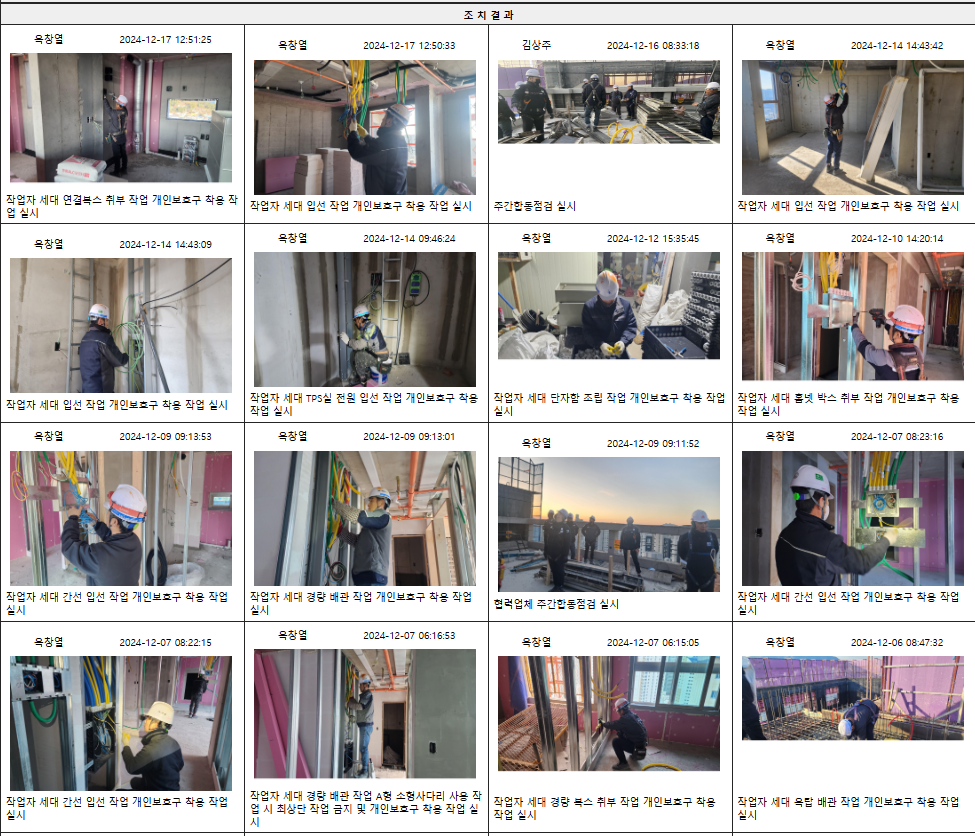 조 치 결 과
옥창열 2024-12-17 12:51:25
작업자 세대 연결복스 취부 작업 개인보호구 착용 작
업 실시
옥창열 2024-12-17 12:50:33
작업자 세대 입선 작업 개인보호구 착용 작업 실시
김상주 2024-12-16 08:33:18
주간합동점검 실시
옥창열 2024-12-14 14:43:42
작업자 세대 입선 작업 개인보호구 착용 작업 실시
옥창열 2024-12-14 14:43:09
작업자 세대 입선 작업 개인보호구 착용 작업 실시
옥창열 2024-12-14 09:46:24
작업자 세대 TPS실 전원 입선 작업 개인보호구 착용
작업 실시
옥창열 2024-12-12 15:35:45
작업자 세대 단자함 조립 작업 개인보호구 착용 작업
실시
옥창열 2024-12-10 14:20:14
작업자 세대 홈넷 박스 취부 작업 개인보호구 착용
작업 실시
옥창열 2024-12-09 09:13:53
작업자 세대 간선 입선 작업 개인보호구 착용 작업
실시
옥창열 2024-12-09 09:13:01
작업자 세대 경량 배관 작업 개인보호구 착용 작업
실시
옥창열 2024-12-09 09:11:52
협력업체 주간합동점검 실시
옥창열 2024-12-07 08:23:16
작업자 세대 간선 입선 작업 개인보호구 착용 작업
실시
옥창열 2024-12-07 08:22:15
작업자 세대 간선 입선 작업 개인보호구 착용 작업
실시
옥창열 2024-12-07 06:16:53
작업자 세대 경량 배관 작업 A형 소형사다리 사용 작
업 시 최상단 작업 금지 및 개인보호구 착용 작업 실
시
옥창열 2024-12-07 06:15:05
작업자 세대 경량 복스 취부 작업 개인보호구 착용
작업 실시
옥창열 2024-12-06 08:47:32
작업자 세대 옥탑 배관 작업 개인보호구 착용 작업
실시